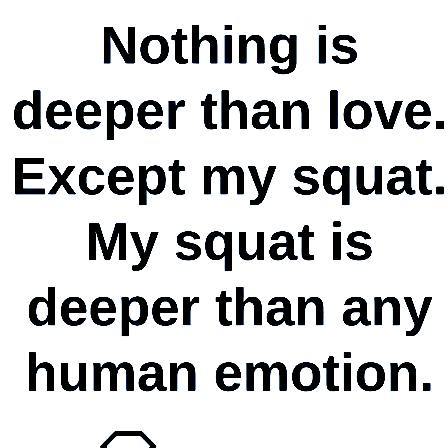 Nothing is
deeper than love.
Except my squat.
My squat is
deeper than any
human emotion.